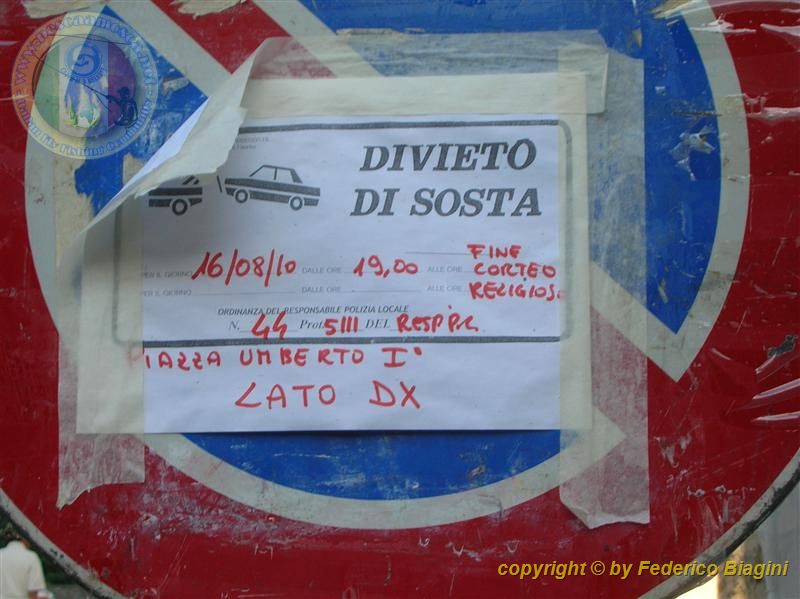 DIVIETO
DI SOSTA
PER IL GIORNO 16/08/10 DALLE ORE 19,00 ALLE ORE FINE CORTEO RELIGIOSO
PER IL GIORNO DALLE ORE ALLE ORE
ORDINANZA DEL RESPONSABILE POLIZIA LOCALE
N. 44 Prot. 5111 DEL
PIAZZA UMBERTO I°
LATO DX
copyright © by Federico Biagini